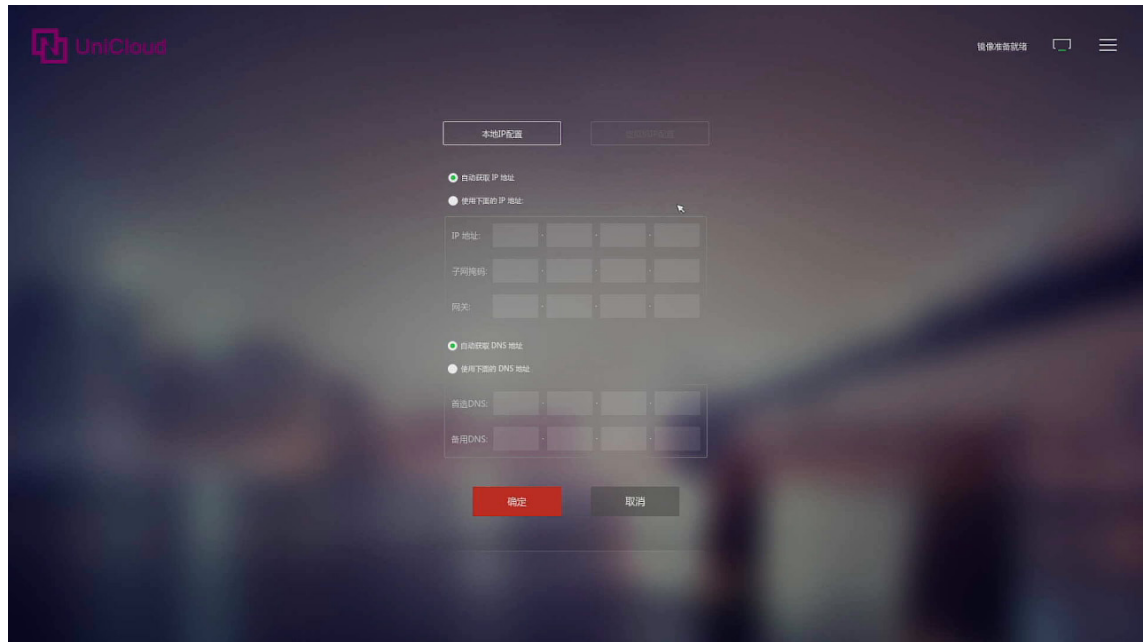 UniCloud
镜像准备就绪
本地IP配置
自动获取 IP 地址
使用下面的 IP 地址:
IP 地址:
子网掩码:
网关:
自动获取 DNS 地址
使用下面的 DNS 地址
首选DNS:
备用DNS:
确定
取消